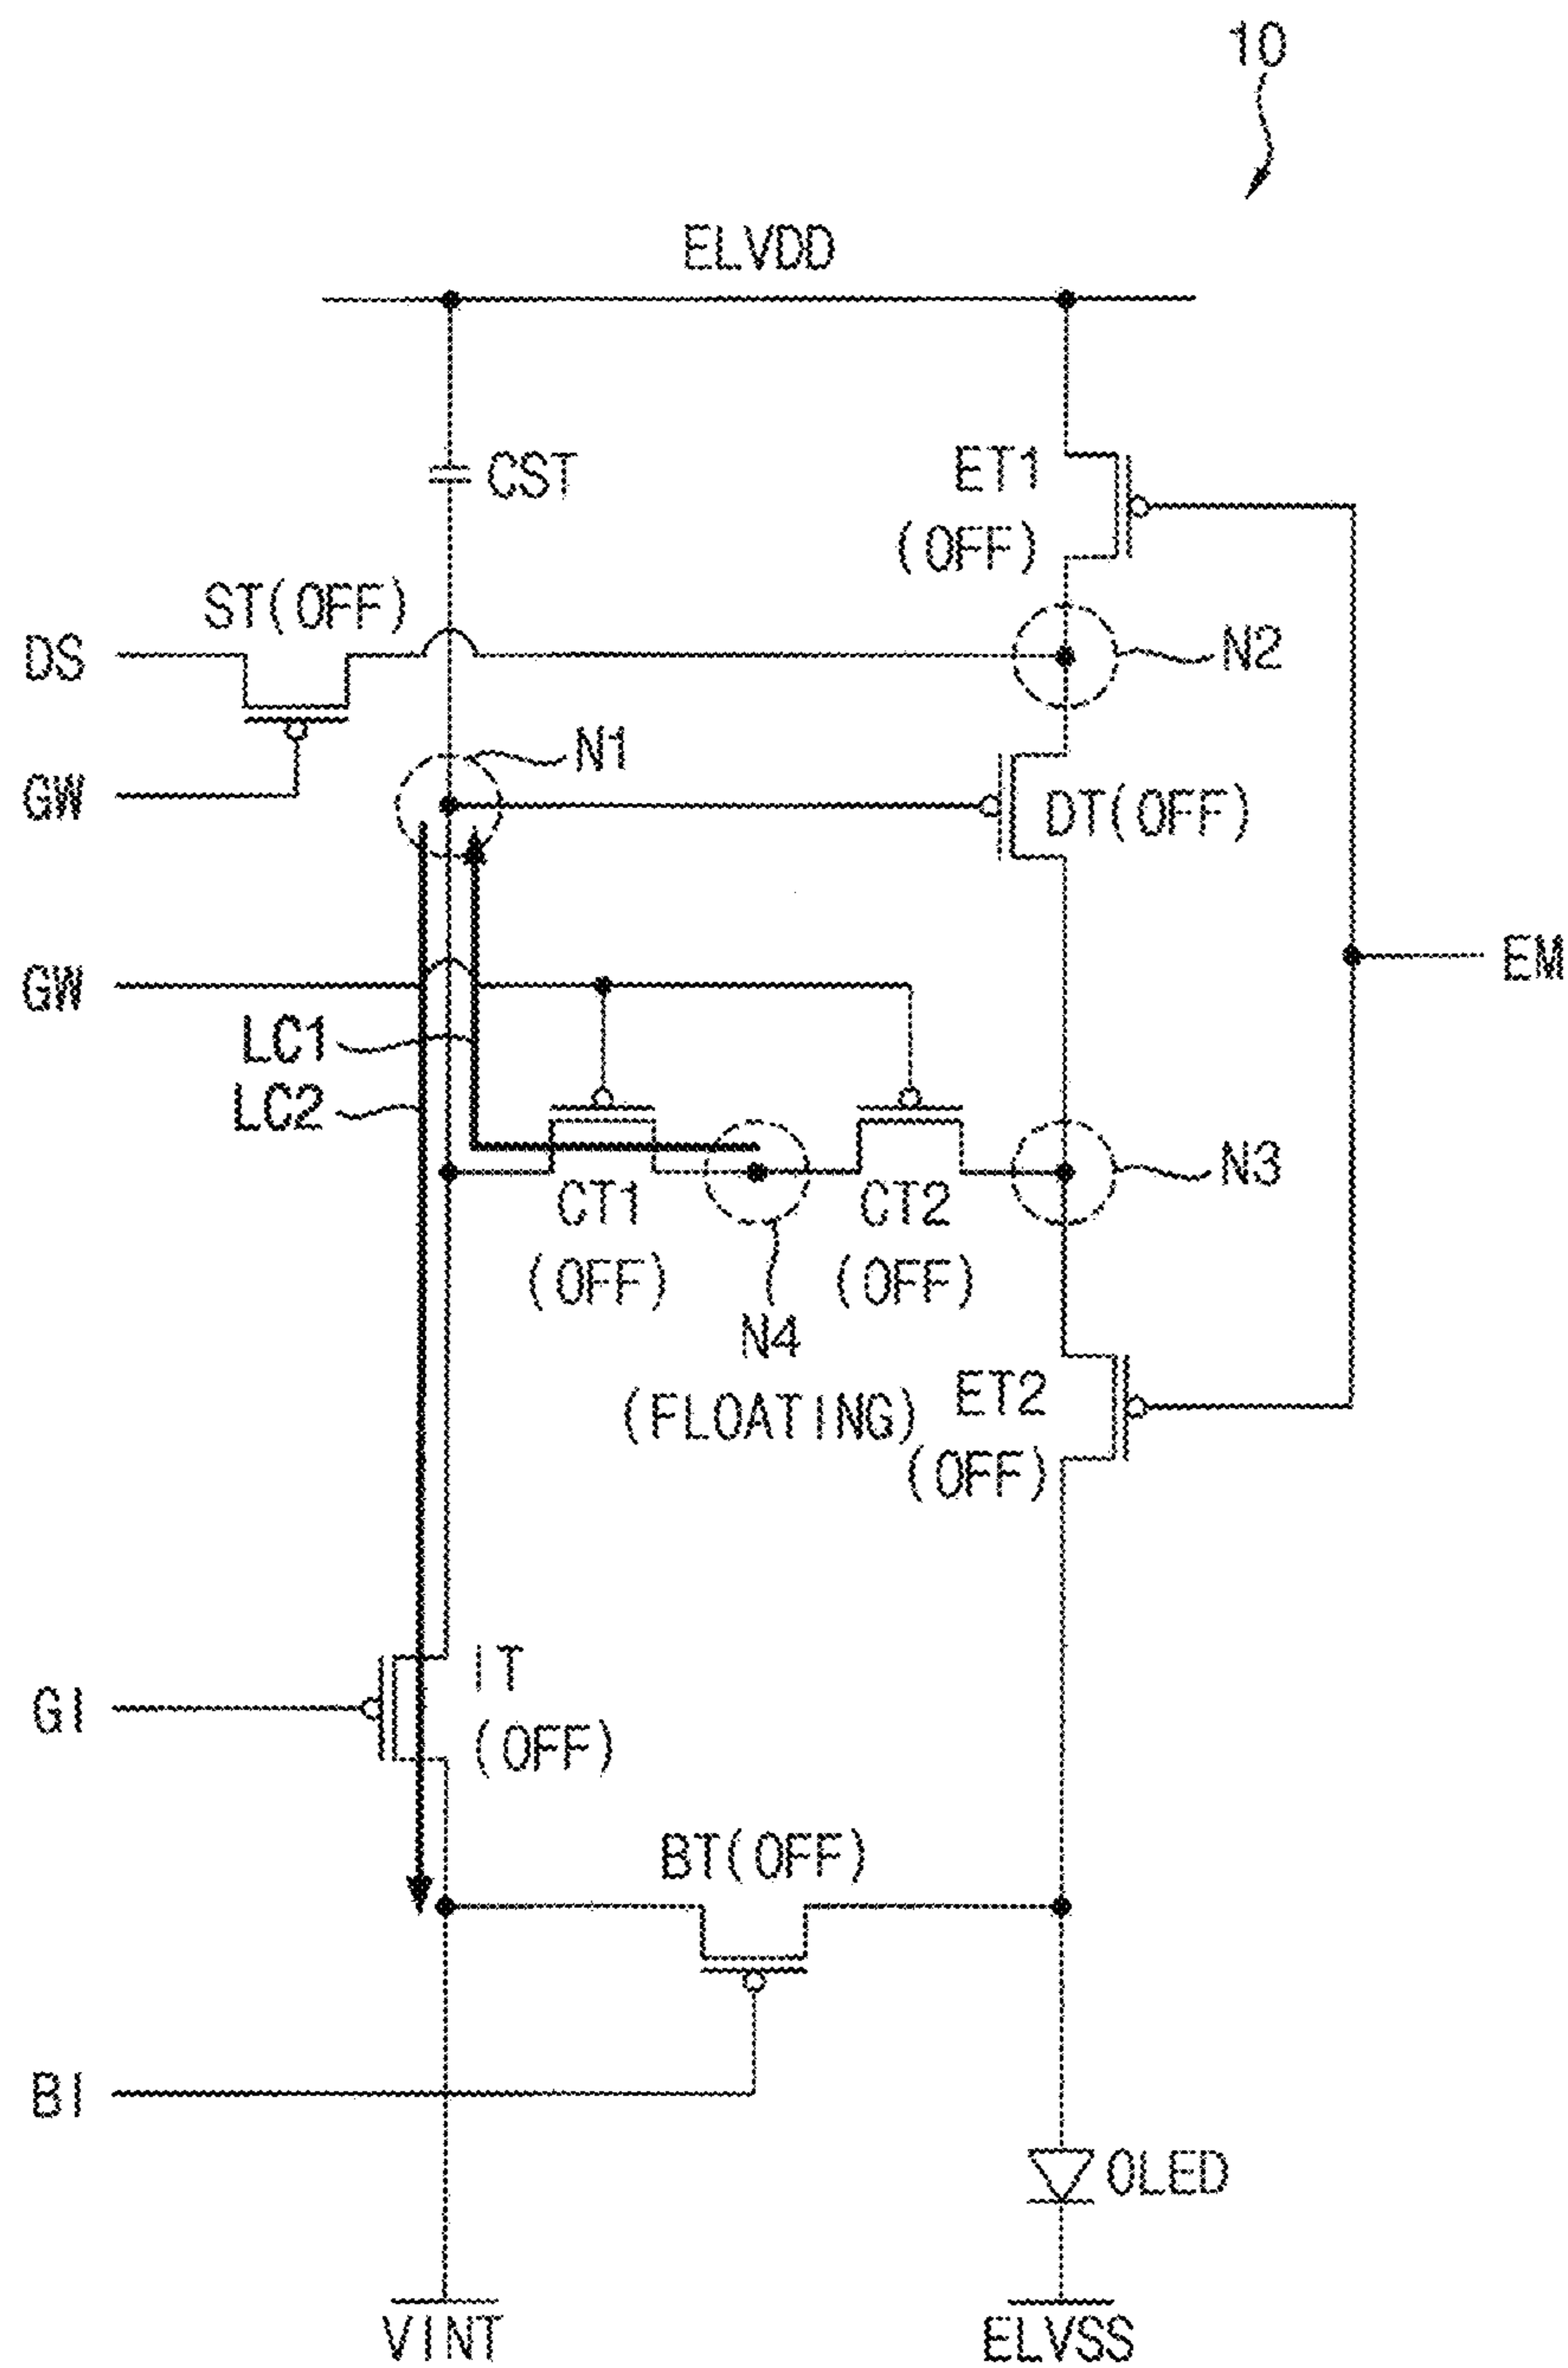 10
ELVDD
CST
ET1
(OFF)
ST(OFF)
DS
N2
N1
GW
DT(OFF)
GW
EM
LC1
LC2
N3
CT1
(OFF)
CT2
(OFF)
N4
(FLOATING)
ET2
(OFF)
IT
(OFF)
GI
BT(OFF)
BI
OLED
VINT
ELVSS